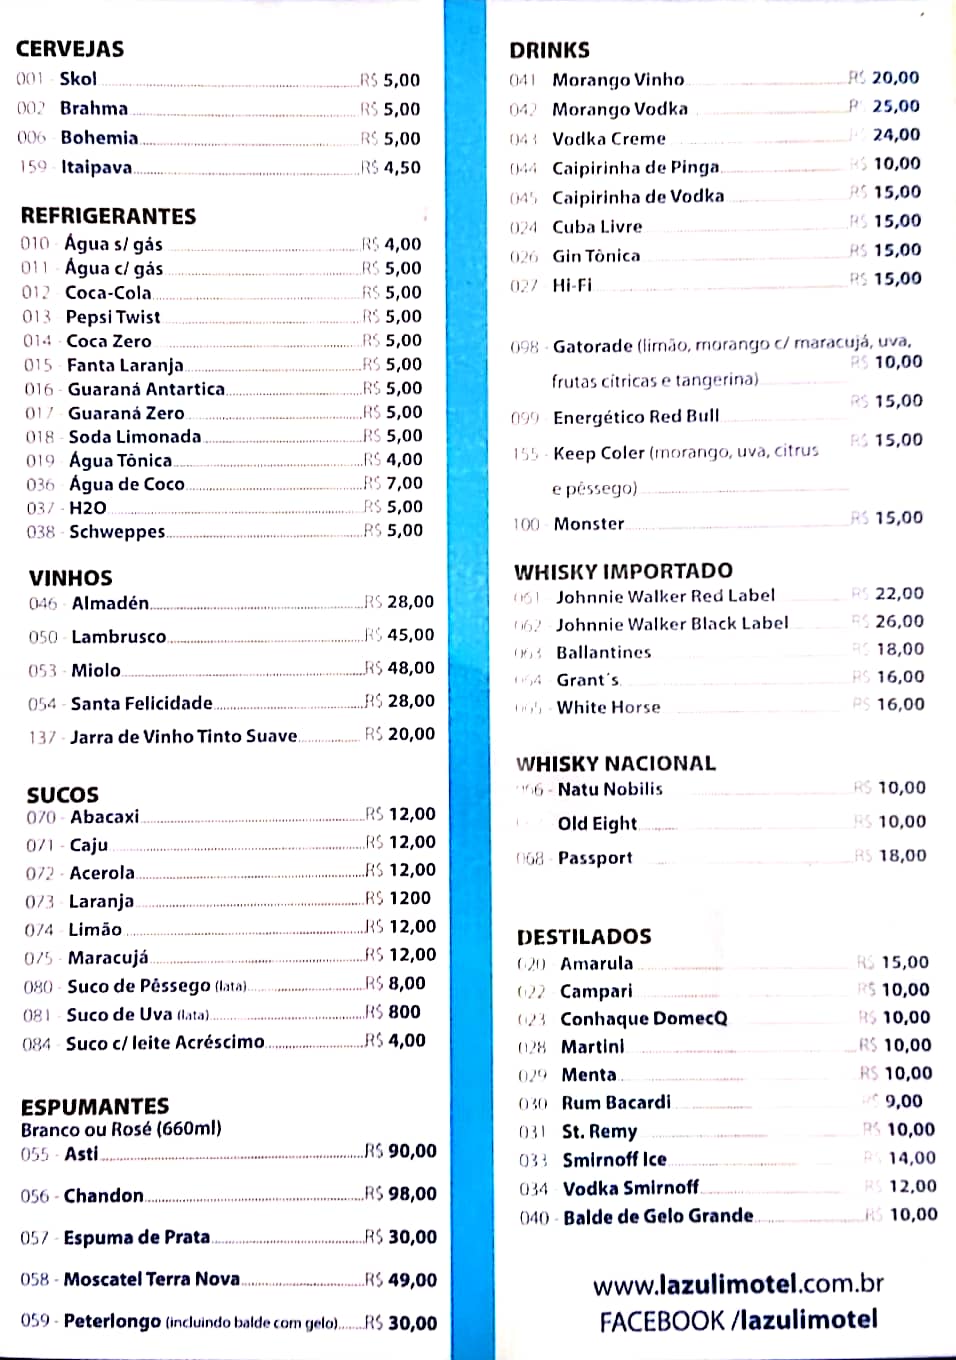 CERVEJAS
001 - Skol R$ 5,00
002 - Brahma R$ 5,00
006 - Bohemia R$ 5,00
159 - Itaipava R$ 4,50
REFRIGERANTES
010 - Água s/ gás R$ 4,00
011 - Água c/ gás R$ 5,00
012 - Coca-Cola R$ 5,00
013 - Pepsi Twist R$ 5,00
014 - Coca Zero R$ 5,00
015 - Fanta Laranja R$ 5,00
016 - Guaraná Antartica R$ 5,00
017 - Guaraná Zero R$ 5,00
018 - Soda Limonada R$ 5,00
019 - Água Tônica R$ 4,00
036 - Água de Coco R$ 7,00
037 - H2O R$ 5,00
038 - Schweppes R$ 5,00
VINHOS
046 - Almadén R$ 28,00
050 - Lambrusco R$ 45,00
053 - Miolo R$ 48,00
054 - Santa Felicidade R$ 28,00
137 - Jarra de Vinho Tinto Suave R$ 20,00
SUCOS
070 - Abacaxi R$ 12,00
071 - Caju R$ 12,00
072 - Acerola R$ 12,00
073 - Laranja R$ 1200
074 - Limão R$ 12,00
075 - Maracujá R$ 12,00
080 - Suco de Pêssego (lata) R$ 8,00
081 - Suco de Uva (lata) R$ 800
084 - Suco c/ leite Acréscimo R$ 4,00
ESPUMANTES
Branco ou Rosé (660ml)
055 - Asti R$ 90,00
056 - Chandon R$ 98,00
057 - Espuma de Prata R$ 30,00
058 - Moscatel Terra Nova R$ 49,00
059 - Peterlongo (incluindo balde com gelo) R$ 30,00
DRINKS
041 Morango Vinho R$ 20,00
042 Morango Vodka R$ 25,00
043 Vodka Creme 24,00
044 Caipirinha de Pinga R$ 10,00
045 Caipirinha de Vodka R$ 15,00
024 Cuba Livre R$ 15,00
026 Gin Tônica R$ 15,00
027 Hi-Fi R$ 15,00
098 - Gatorade (limão, morango c/ maracujá, uva,
frutas cítricas e tangerina) R$ 10,00
099 Energético Red Bull R$ 15,00
155 - Keep Coler (morango, uva, citrus R$ 15,00
e pêssego)
100 Monster R$ 15,00
WHISKY IMPORTADO
061 Johnnie Walker Red Label R$ 22,00
062 Johnnie Walker Black Label R$ 26,00
063 Ballantines R$ 18,00
064 Grant´s R$ 16,00
065 White Horse R$ 16,00
WHISKY NACIONAL
066 - Natu Nobilis R$ 10,00
Old Eight R$ 10,00
068 - Passport R$ 18,00
DESTILADOS
020 Amarula R$ 15,00
022 Campari R$ 10,00
023 Conhaque DomecQ R$ 10,00
028 Martini R$ 10,00
029 Menta R$ 10,00
030 Rum Bacardi R$ 9,00
031 St. Remy R$ 10,00
033 Smirnoff Ice R$ 14,00
034 Vodka Smirnoff R$ 12,00
040 - Balde de Gelo Grande R$ 10,00
www.lazulimotel.com.br
FACEBOOK /lazulimotel